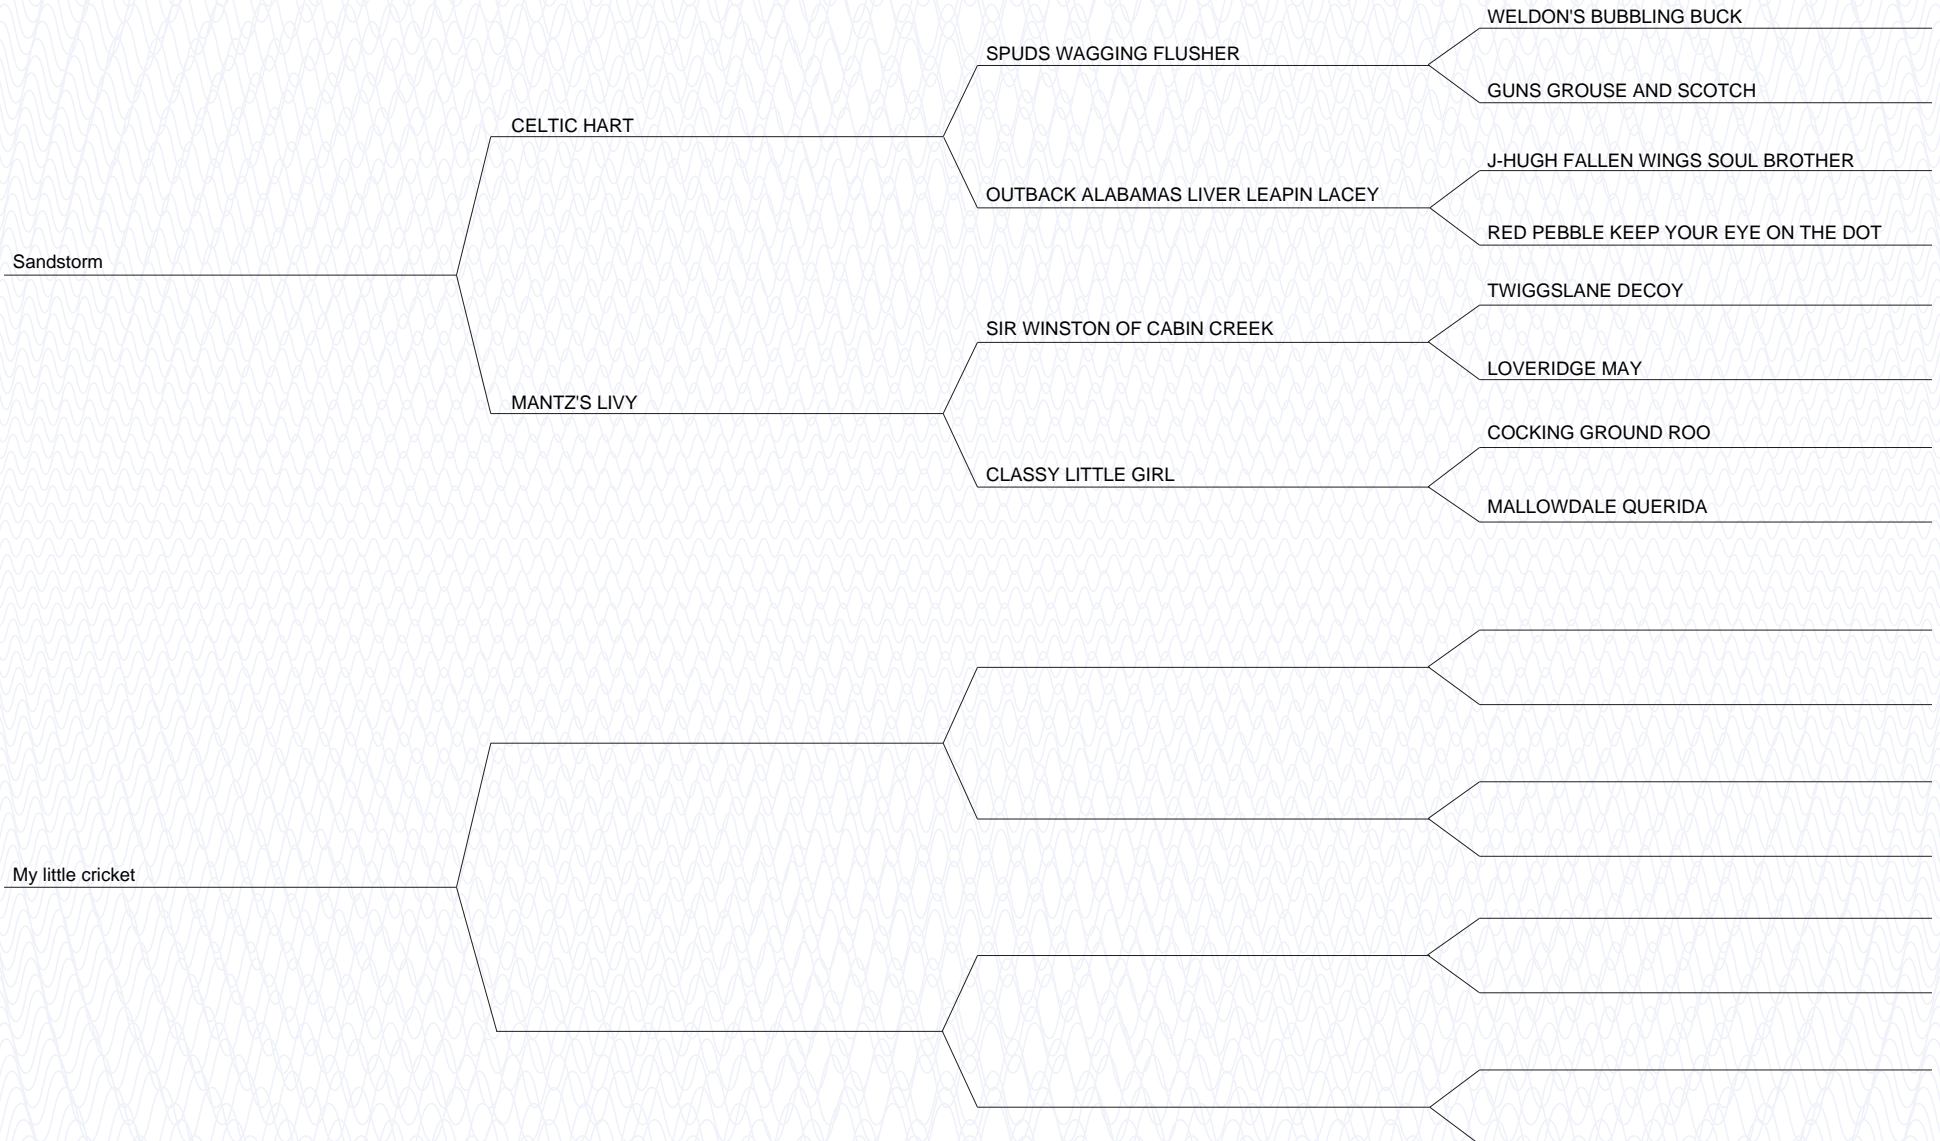 WELDON'S BUBBLING BUCK
SPUDS WAGGING FLUSHER
GUNS GROUSE AND SCOTCH
CELTIC HART
J-HUGH FALLEN WINGS SOUL BROTHER
OUTBACK ALABAMAS LIVER LEAPIN LACEY
RED PEBBLE KEEP YOUR EYE ON THE DOT
Sandstorm
TWIGGSLANE DECOY
SIR WINSTON OF CABIN CREEK
LOVERIDGE MAY
MANTZ'S LIVY
COCKING GROUND ROO
CLASSY LITTLE GIRL
MALLOWDALE QUERIDA
My little cricket